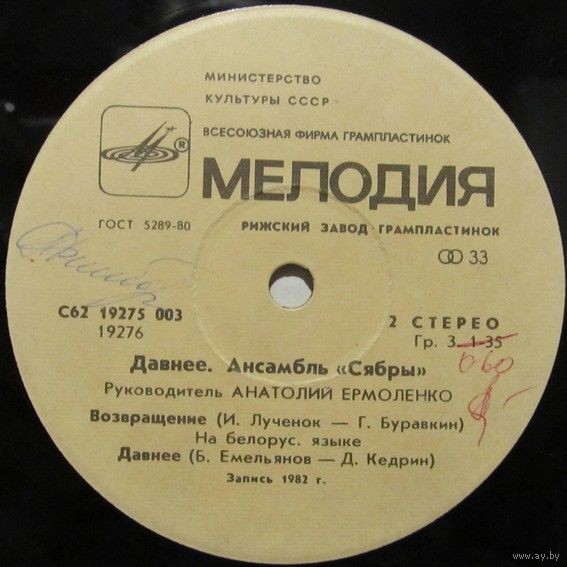 МИНИСТЕРСТВО
КУЛЬТУРЫ СССР
ВСЕСОЮЗНАЯ ФИРМА ГРАМПЛАСТИНОК
®
МЕЛОДИЯ
ГОСТ 5289-80
РИЖСКИЙ ЗАВОД ГРАМПЛАСТИНОК
33
С62 19275 003
19276
2 СТЕРЕО
Гр. 3. 1-35
0 60
Давнее. Ансамбль «Сябры»
Руководитель АНАТОЛИЙ ЕРМОЛЕНКО
Возвращение (И. Лученок — Г. Буравкин)
На белорус. языке
Давнее (Б. Емельянов — Д. Кедрин)
Запись 1982 г.
www.ay.by